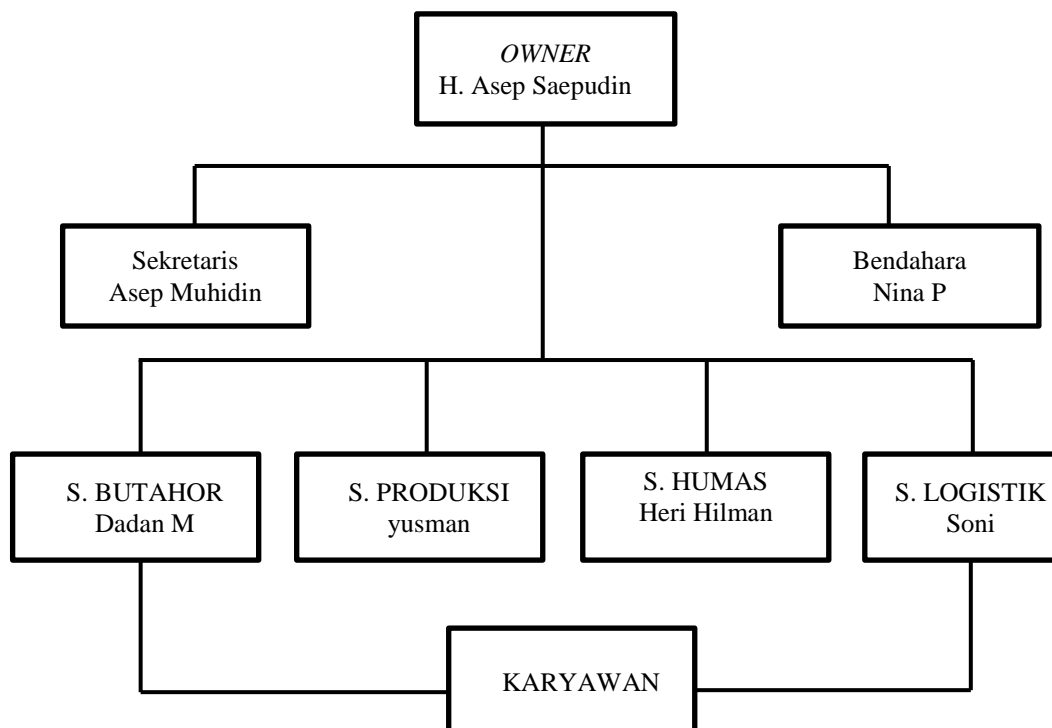 OWNER
H. Asep Saepudin
Sekretaris
Asep Muhidin
Bendahara
Nina P
S. BUTAHOR
Dadan M
S. PRODUKSI
yusman
S. HUMAS
Heri Hilman
S. LOGISTIK
Soni
KARYAWAN